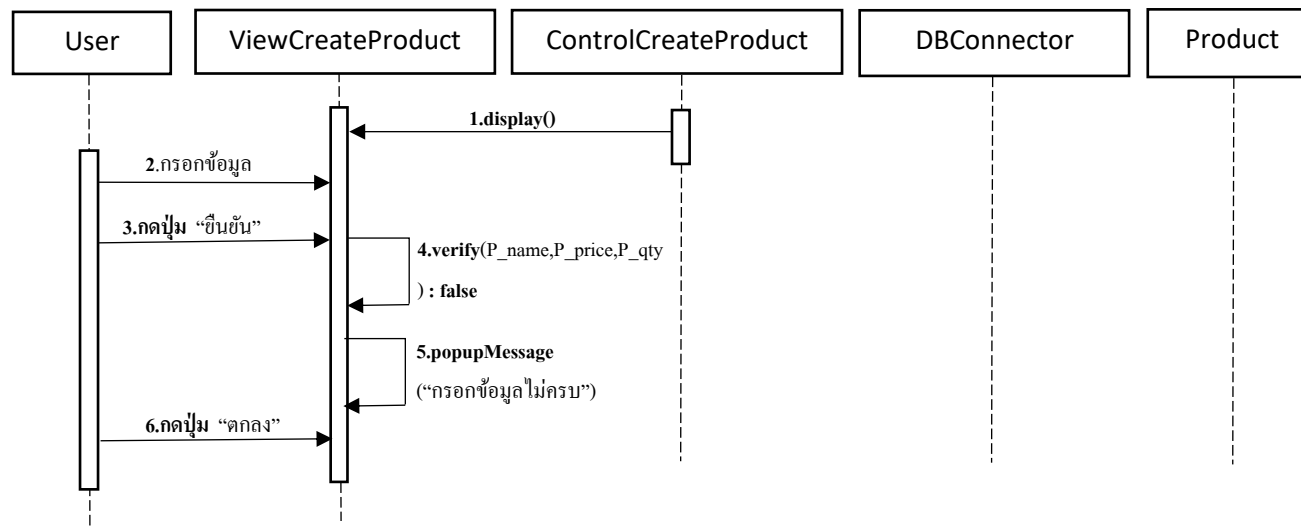 User
ViewCreateProduct
ControlCreateProduct
DBConnector
Product
1.display()
2.กรอกข้อมูล
3.กดปุ่ม “ยืนยัน”
4.verify(P_name,P_price,P_qty
) : false
5.popupMessage
(“กรอกข้อมูลไม่ครบ”)
6.กดปุ่ม “ตกลง”